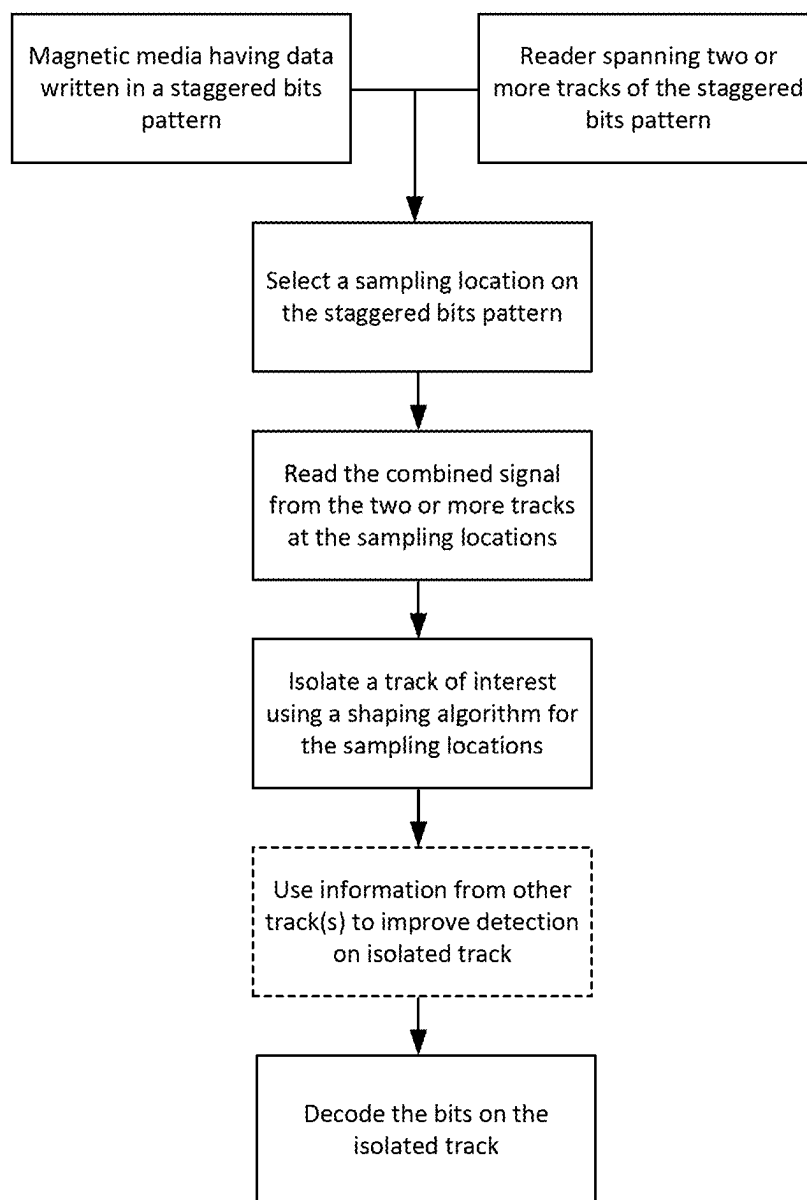 Magnetic media having data
written in a staggered bits
pattern
Reader spanning two or
more tracks of the staggered
bits pattern
Select a sampling location on
the staggered bits pattern
Read the combined signal
from the two or more tracks
at the sampling locations
Isolate a track of interest
using a shaping algorithm for
the sampling locations
Use information from other
track(s) to improve detection
on isolated track
Decode the bits on the
isolated track